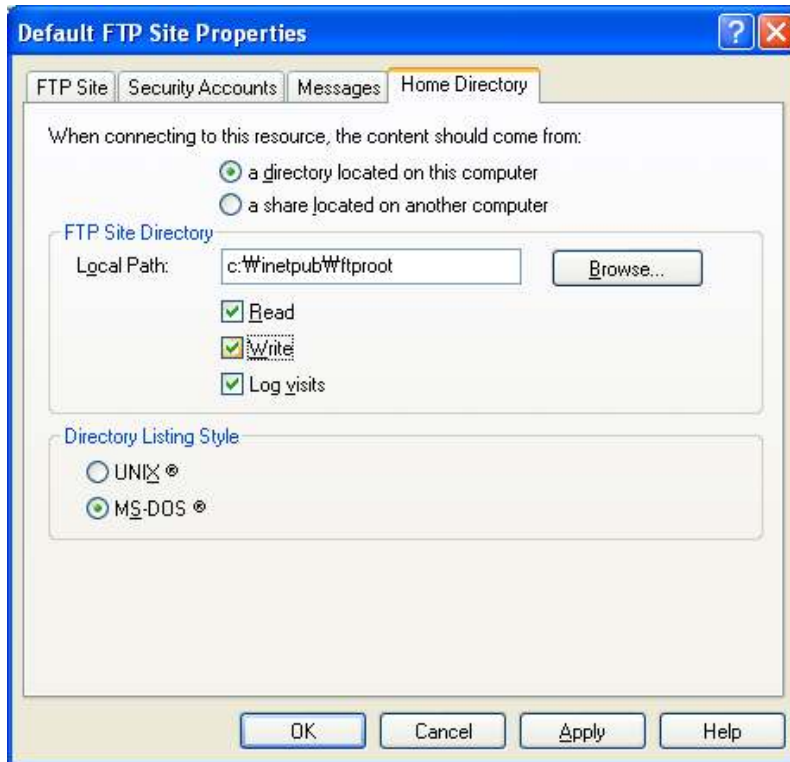 Default FTP Site Properties
FTP Site Security Accounts Messages Home Directory
When connecting to this resource, the content should come from:
a directory located on this computer
a share located on another computer
FTP Site Directory
Local Path: c:₩inetpub₩ftproot Browse...
Read
Write
Log visits
Directory Listing Style
UNIX ®
MS-DOS ®
OK Cancel Apply Help